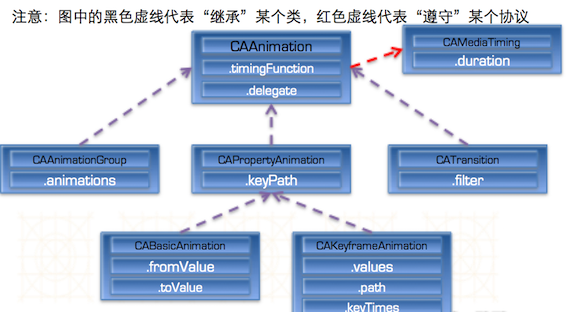 注意：图中的黑色虚线代表“继承”某个类，红色虚线代表“遵守”某个协议
CAAnimation
.timingFunction
.delegate
CAMediaTiming
.duration
CAAnimationGroup
.animations
CAPropertyAnimation
.keyPath
CATransition
.filter
CABasicAnimation
.fromValue
.toValue
CAKeyframeAnimation
.values
.path
.keyTimes